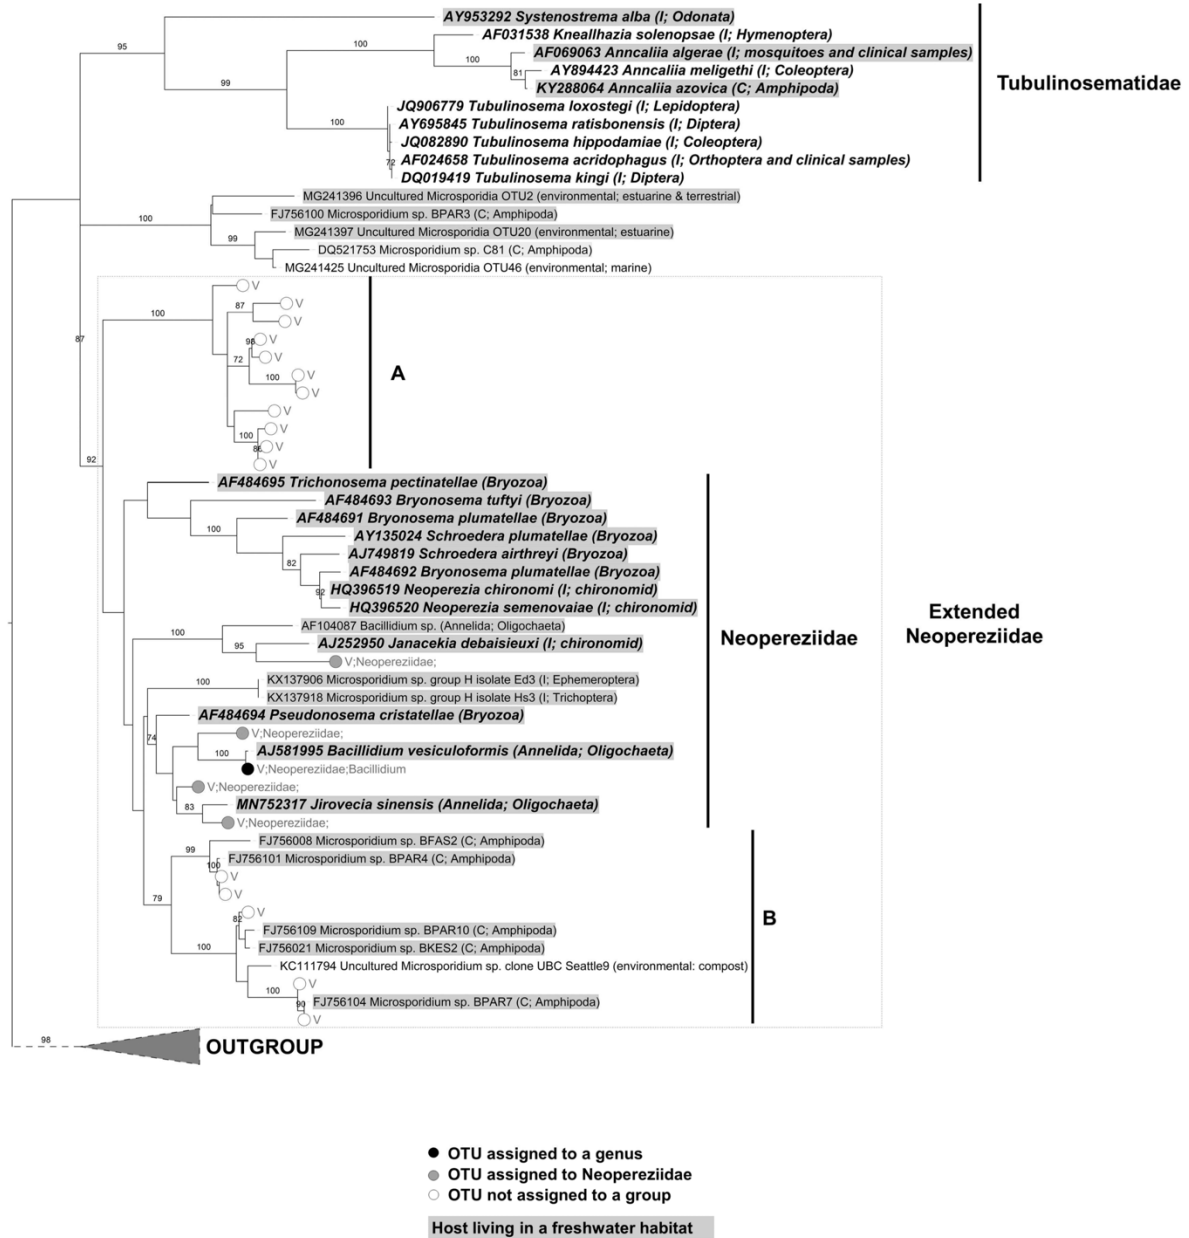 AY953292 Systenostrema alba (I; Odonata)
95
AF031538 Kneallhazia solenopsae (I; Hymenoptera)
100
AF069063 Anncaliia algerae (I; mosquitoes and clinical samples)
100
81
AY894423 Anncaliia meligethi (I; Coleoptera)
99
KY288064 Anncaliia azovica (C; Amphipoda)
Tubulinosematidae
JQ906779 Tubulinosema loxostegi (I; Lepidoptera)
100
AY695845 Tubulinosema ratisbonensis (I; Diptera)
JQ082890 Tubulinosema hippodamiae (I; Coleoptera)
72
AF024658 Tubulinosema acridophagus (I; Orthoptera and clinical samples)
DQ019419 Tubulinosema kingi (I; Diptera)
MG241396 Uncultured Microsporidia OTU2 (environmental; estuarine & terrestrial)
100
FJ756100 Microsporidium sp. BPAR3 (C; Amphipoda)
MG241397 Uncultured Microsporidia OTU20 (environmental; estuarine)
99
DQ521753 Microsporidium sp. C81 (C; Amphipoda)
MG241425 Uncultured Microsporidia OTU46 (environmental; marine)
V
87
V
100
V
87
98
V
72
V
100
V
A
V
V
100
V
86
V
92
V
AF484695 Trichonosema pectinatellae (Bryozoa)
AF484693 Bryonosema tuftyi (Bryozoa)
AF484691 Bryonosema plumatellae (Bryozoa)
100
AY135024 Schroedera plumatellae (Bryozoa)
82
AJ749819 Schroedera airthreyi (Bryozoa)
AF484692 Bryonosema plumatellae (Bryozoa)
92
HQ396519 Neoperezia chironomi (I; chironomid)
HQ396520 Neoperezia semenovaiae (I; chironomid)
AF104087 Bacillidium sp. (Annelida; Oligochaeta)
100
95
AJ252950 Janacekia debaisieuxi (I; chironomid)
V;Neopereziidae;
Neopereziidae
Extended
Neopereziidae
KX137906 Microsporidium sp. group H isolate Ed3 (I; Ephemeroptera)
100
KX137918 Microsporidium sp. group H isolate Hs3 (I; Trichoptera)
AF484694 Pseudonosema cristatellae (Bryozoa)
74
V;Neopereziidae;
100
AJ581995 Bacillidium vesiculoformis (Annelida; Oligochaeta)
V;Neopereziidae;Bacillidium
V;Neopereziidae;
83
MN752317 Jirovecia sinensis (Annelida; Oligochaeta)
V;Neopereziidae;
FJ756008 Microsporidium sp. BFAS2 (C; Amphipoda)
99
100
FJ756101 Microsporidium sp. BPAR4 (C; Amphipoda)
V
79
V
82
V
B
FJ756109 Microsporidium sp. BPAR10 (C; Amphipoda)
100
FJ756021 Microsporidium sp. BKES2 (C; Amphipoda)
KC111794 Uncultured Microsporidium sp. clone UBC Seattle9 (environmental: compost)
V
100
90
FJ756104 Microsporidium sp. BPAR7 (C; Amphipoda)
V
98
OUTGROUP
OTU assigned to a genus
OTU assigned to Neopereziidae
OTU not assigned to a group
Host living in a freshwater habitat